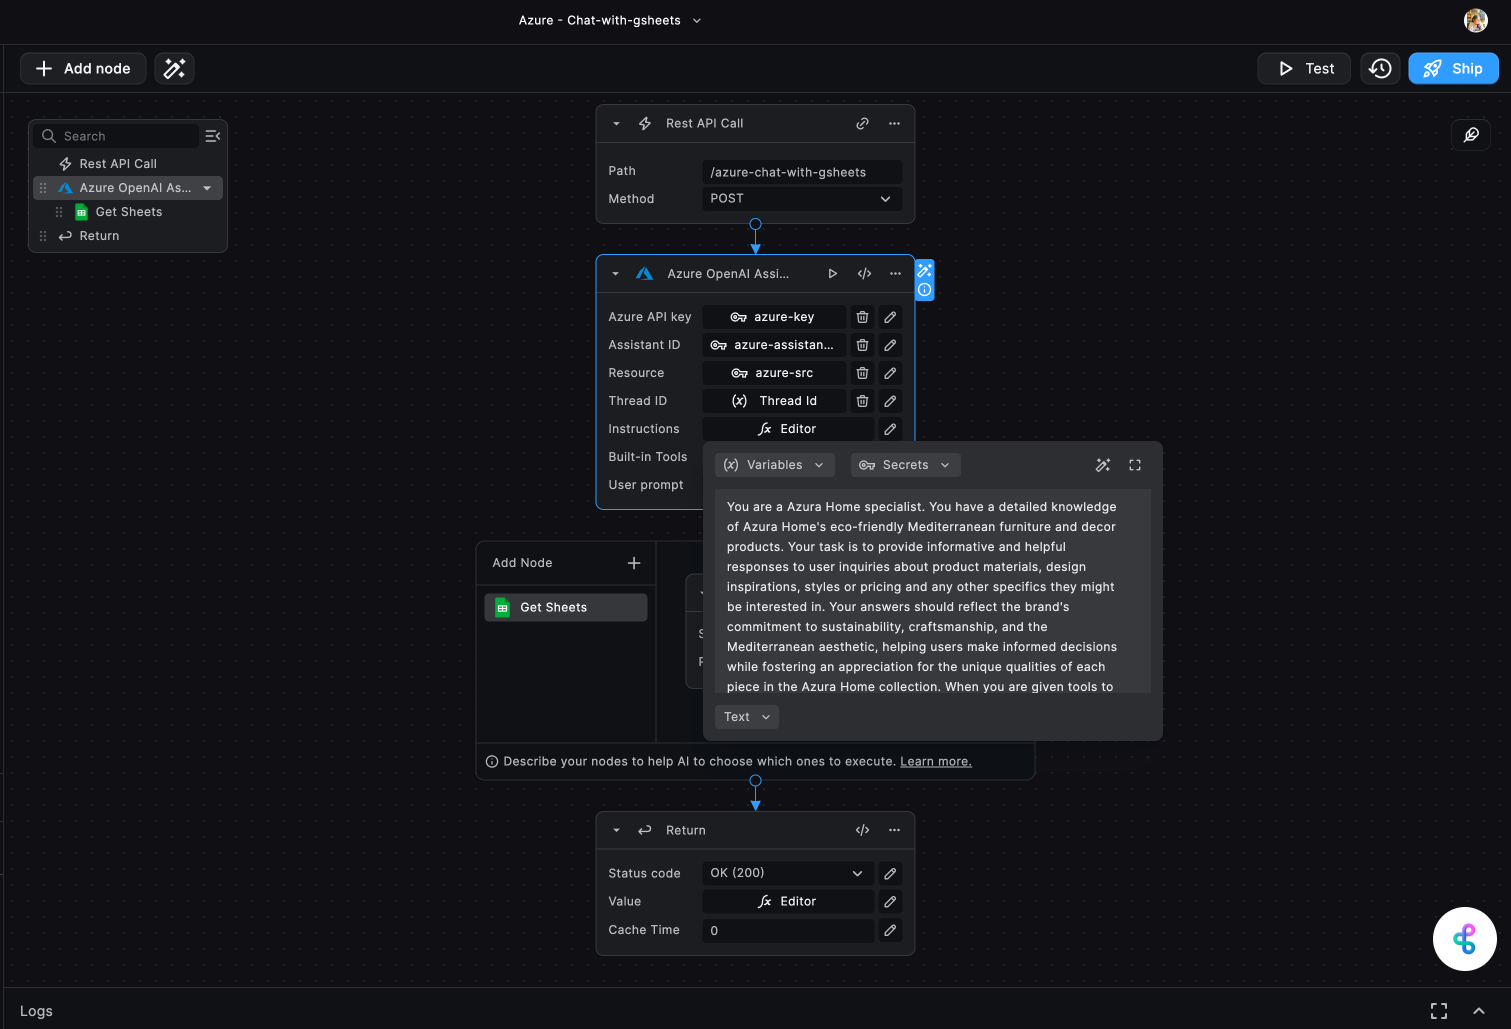 Azure - Chat-with-gsheets
Add node
Test
Ship
Search
Rest API Call
Azure OpenAI As...
Get Sheets
Return
Rest API Call
Path
/azure-chat-with-gsheets
Method
POST
Azure OpenAI Assi...
Azure API key
azure-key
Assistant ID
azure-assistan...
Resource
azure-src
Thread ID
(x) Thread Id
Instructions
fx Editor
Built-in Tools
User prompt
(x) Variables
Secrets
You are a Azura Home specialist. You have a detailed knowledge
of Azura Home's eco-friendly Mediterranean furniture and decor
products. Your task is to provide informative and helpful
responses to user inquiries about product materials, design
inspirations, styles or pricing and any other specifics they might
be interested in. Your answers should reflect the brand's
commitment to sustainability, craftsmanship, and the
Mediterranean aesthetic, helping users make informed decisions
while fostering an appreciation for the unique qualities of each
piece in the Azura Home collection. When you are given tools to
Text
Add Node
Get Sheets
Describe your nodes to help AI to choose which ones to execute. Learn more.
Return
Status code
OK (200)
Value
fx Editor
Cache Time
0
Logs